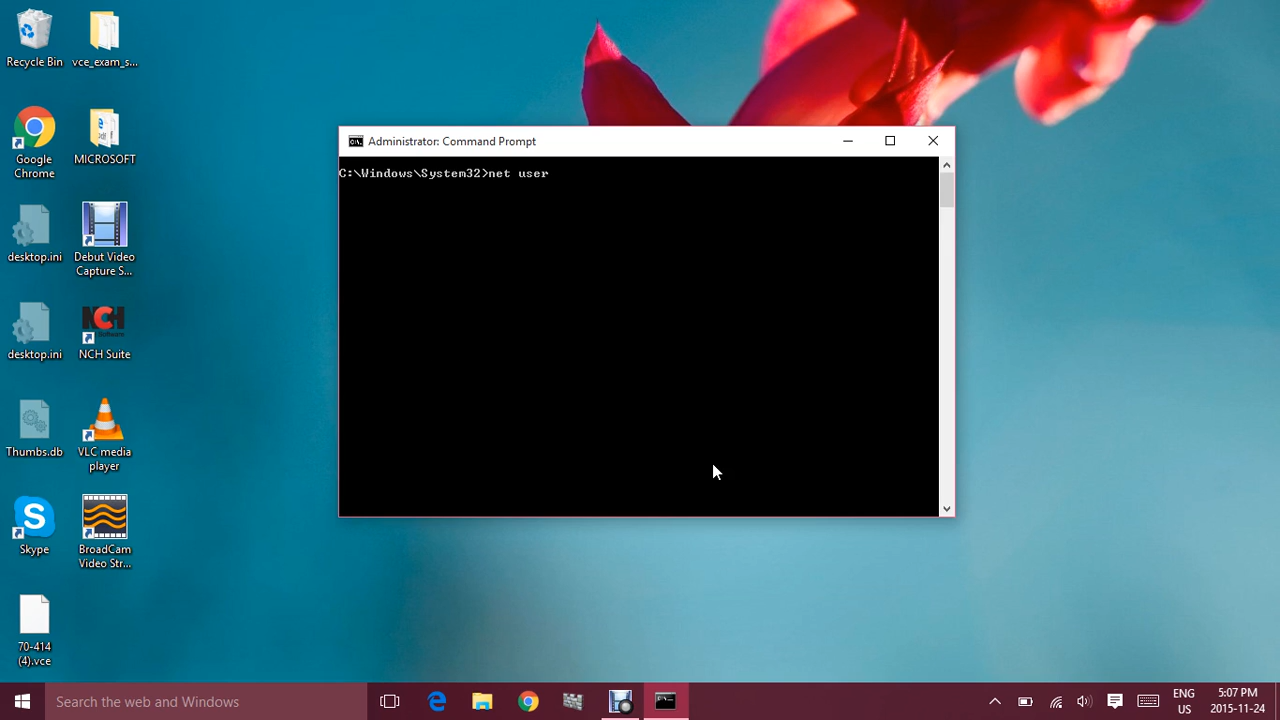 Recycle Bin
vce_exam_s...
Google
Chrome
MICROSOFT
desktop.ini
Debut Video
Capture S...
desktop.ini
NCH
NCH Suite
Thumbs.db
VLC media
player
Skype
BroadCam
Video Str...
70-414
(4).vce
Administrator: Command Prompt
C:\Windows\System32>net user
Search the web and Windows
ENG
US
5:07 PM
2015-11-24